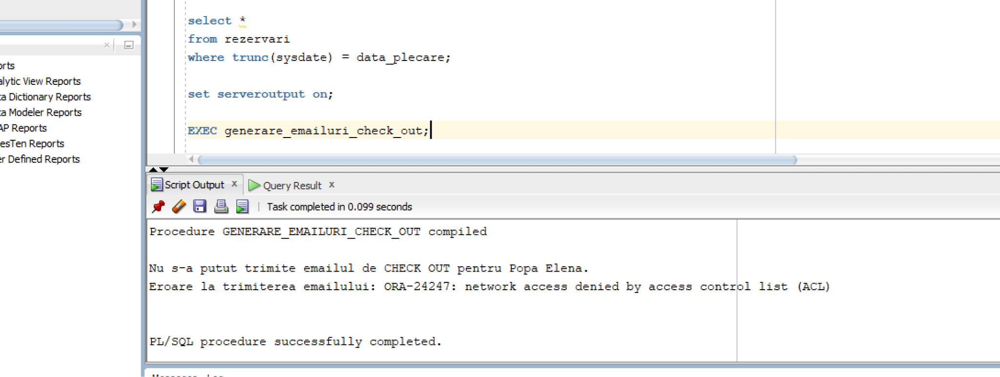 select *
from rezervari
where trunc(sysdate) = data_plecare;
set serveroutput on;
EXEC generare_emailuri_check_out;
orts
alytic View Reports
ta Dictionary Reports
ta Modeler Reports
AP Reports
esTen Reports
er Defined Reports
Script Output x
Query Result x
Task completed in 0.099 seconds
Procedure GENERARE_EMAILURI_CHECK_OUT compiled
Nu s-a putut trimite emailul de CHECK OUT pentru Popa Elena.
Eroare la trimiterea emailului: ORA-24247: network access denied by access control list (ACL)
PL/SQL procedure successfully completed.